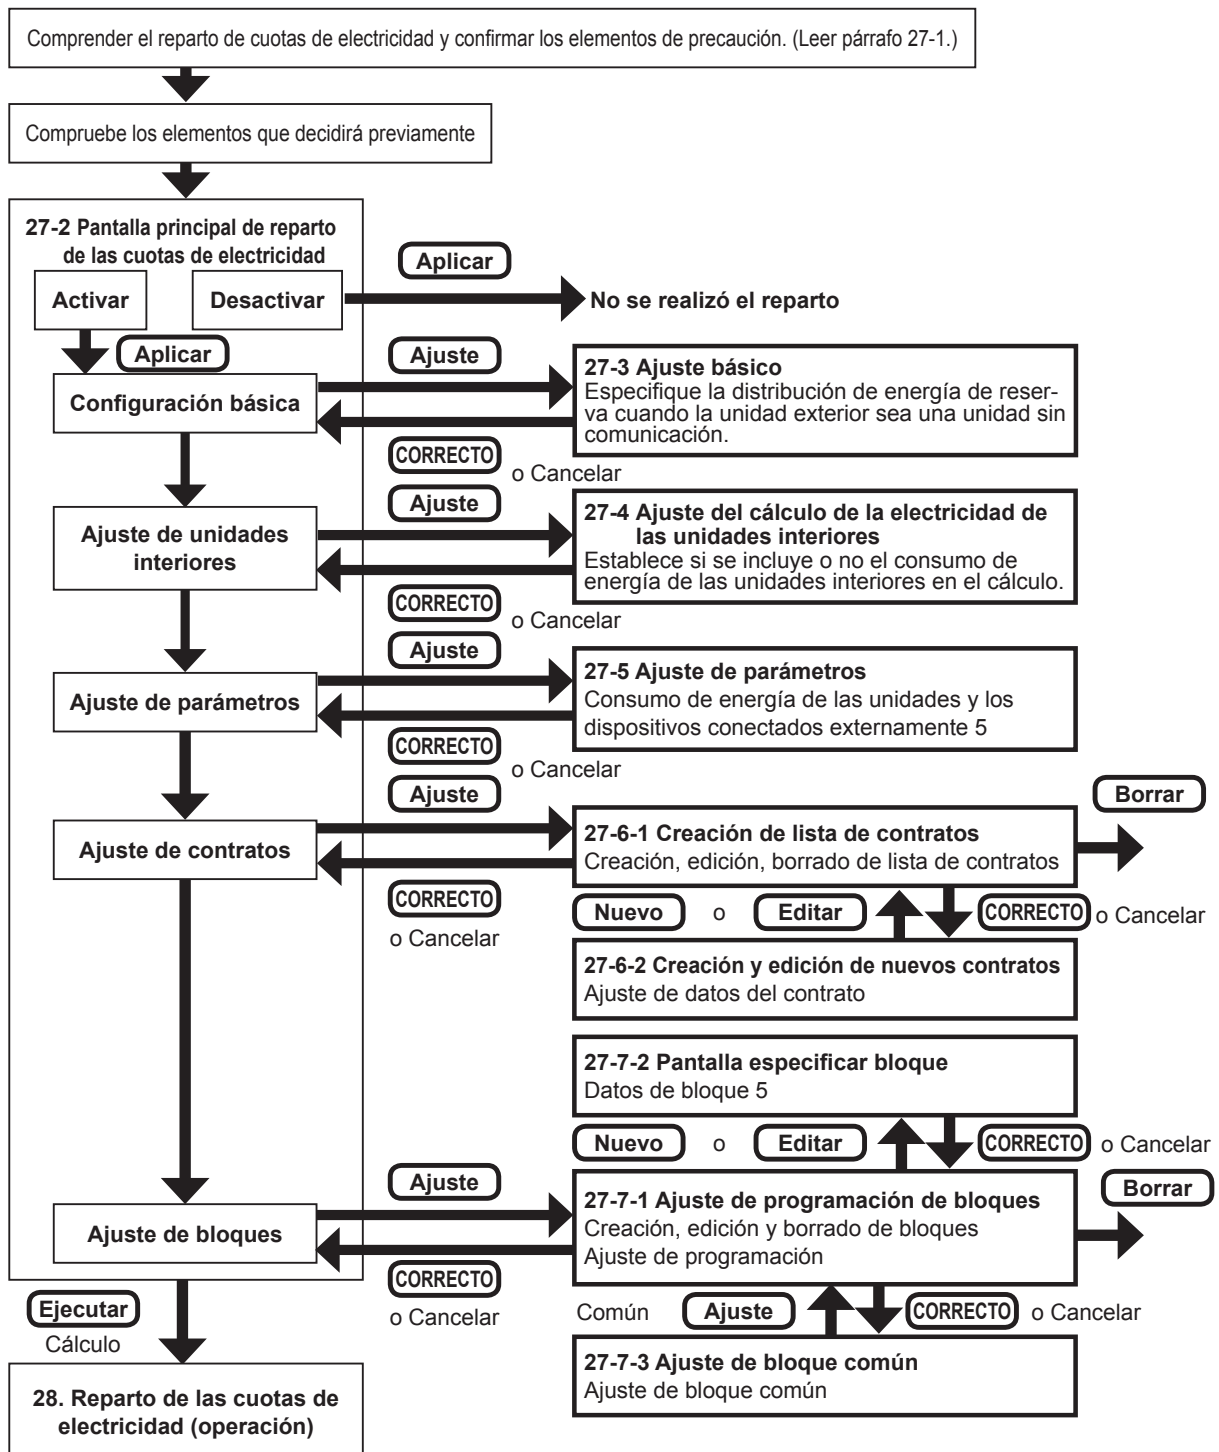 Comprender el reparto de cuotas de electricidad y confirmar los elementos de precaución. (Leer párrafo 27-1.)
Compruebe los elementos que decidirá previamente
27-2 Pantalla principal de reparto
de las cuotas de electricidad
Activar
Desactivar
Aplicar
No se realizó el reparto
Aplicar
Configuración básica
Ajuste
27-3 Ajuste básico
Especifique la distribución de energía de reser-
va cuando la unidad exterior sea una unidad sin
comunicación.
CORRECTO
o Cancelar
Ajuste de unidades
interiores
Ajuste
27-4 Ajuste del cálculo de la electricidad de
las unidades interiores
Establece si se incluye o no el consumo de
energía de las unidades interiores en el cálculo.
CORRECTO
o Cancelar
Ajuste de parámetros
Ajuste
27-5 Ajuste de parámetros
Consumo de energía de las unidades y los
dispositivos conectados externamente 5
CORRECTO
o Cancelar
Ajuste de contratos
Ajuste
27-6-1 Creación de lista de contratos
Creación, edición, borrado de lista de contratos
Borrar
CORRECTO
o Cancelar
Nuevo
o
Editar
CORRECTO
o Cancelar
27-6-2 Creación y edición de nuevos contratos
Ajuste de datos del contrato
27-7-2 Pantalla especificar bloque
Datos de bloque 5
Nuevo
o
Editar
CORRECTO
o Cancelar
Ajuste de bloques
Ajuste
27-7-1 Ajuste de programación de bloques
Creación, edición y borrado de bloques
Ajuste de programación
Borrar
CORRECTO
o Cancelar
Común
Ajuste
CORRECTO
o Cancelar
27-7-3 Ajuste de bloque común
Ajuste de bloque común
Ejecutar
Cálculo
28. Reparto de las cuotas de
electricidad (operación)